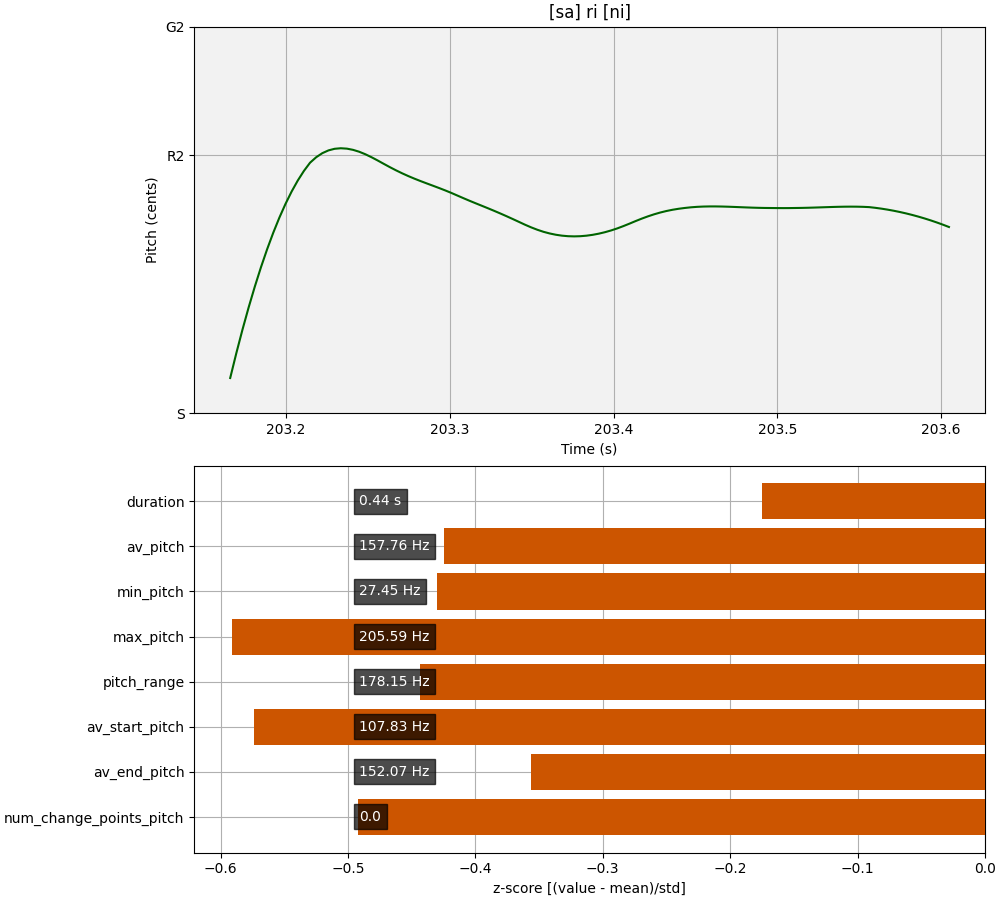 [sa] ri [ni]
G2
R2
S
Pitch (cents)
203.2 203.3 203.4 203.5 203.6
Time (s)
duration 0.44 s
av_pitch 157.76 Hz
min_pitch 27.45 Hz
max_pitch 205.59 Hz
pitch_range 178.15 Hz
av_start_pitch 107.83 Hz
av_end_pitch 152.07 Hz
num_change_points_pitch 0.0
−0.6 −0.5 −0.4 −0.3 −0.2 −0.1 0.0
z-score [(value - mean)/std]